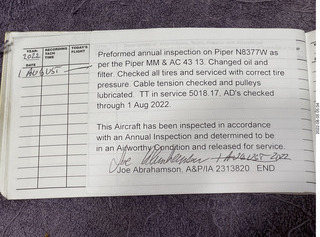 YEAR: RECORDING TODAY'S
2022 TACH FLIGHT
TIME
DATE
1 AUGUST
Preformed annual inspection on Piper N8377W as
per the Piper MM & AC 43 13. Changed oil and
filter. Checked all tires and serviced with correct tire
pressure. Cable tension checked and pulleys
lubricated. TT in service 5018.17, AD's checked
through 1 Aug 2022.
This Aircraft has been inspected in accordance
with an Annual Inspection and determined to be
in an Airworthy Condition and released for service.
Joe Abrahamson 1 AUGUST 2022
Joe Abrahamson, A&P/IA 2313820 END